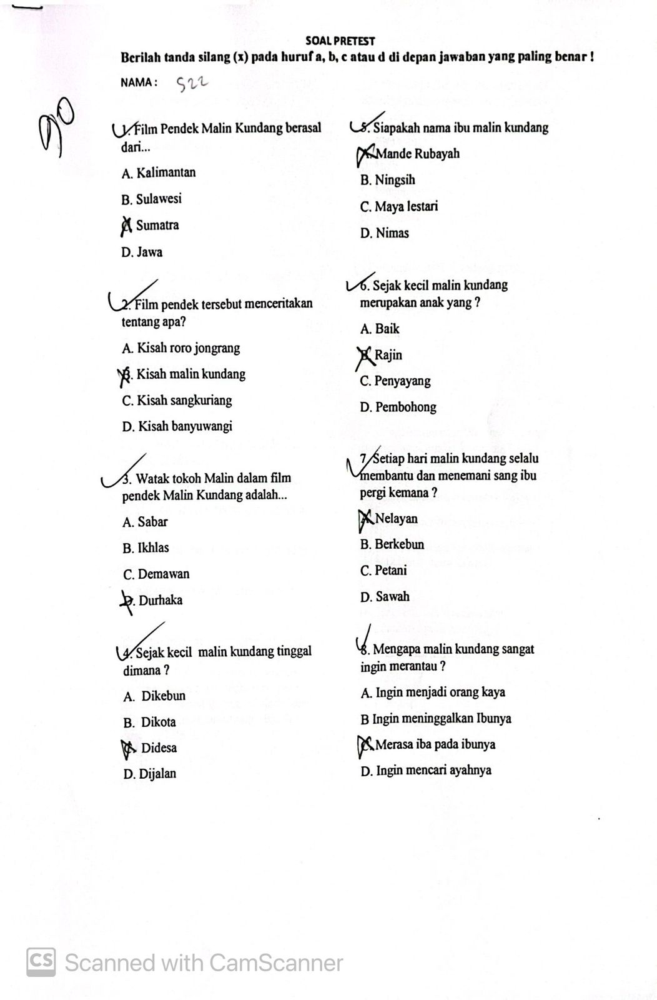 SOAL PRETEST
Berilah tanda silang (x) pada huruf a, b, c atau d di depan jawaban yang paling benar !
NAMA : S22
90
1. Film Pendek Malin Kundang berasal
dari...
A. Kalimantan
B. Sulawesi
C. Sumatra
D. Jawa
2. Film pendek tersebut menceritakan
tentang apa?
A. Kisah roro jongrang
B. Kisah malin kundang
C. Kisah sangkuriang
D. Kisah banyuwangi
3. Watak tokoh Malin dalam film
pendek Malin Kundang adalah...
A. Sabar
B. Ikhlas
C. Demawan
D. Durhaka
4. Sejak kecil malin kundang tinggal
dimana ?
A. Dikebun
B. Dikota
C. Didesa
D. Dijalan
5. Siapakah nama ibu malin kundang
A. Mande Rubayah
B. Ningsih
C. Maya lestari
D. Nimas
6. Sejak kecil malin kundang
merupakan anak yang ?
A. Baik
B. Rajin
C. Penyayang
D. Pembohong
7. Setiap hari malin kundang selalu
membantu dan menemani sang ibu
pergi kemana ?
A. Nelayan
B. Berkebun
C. Petani
D. Sawah
8. Mengapa malin kundang sangat
ingin merantau ?
A. Ingin menjadi orang kaya
B Ingin meninggalkan Ibunya
C. Merasa iba pada ibunya
D. Ingin mencari ayahnya
CS Scanned with CamScanner